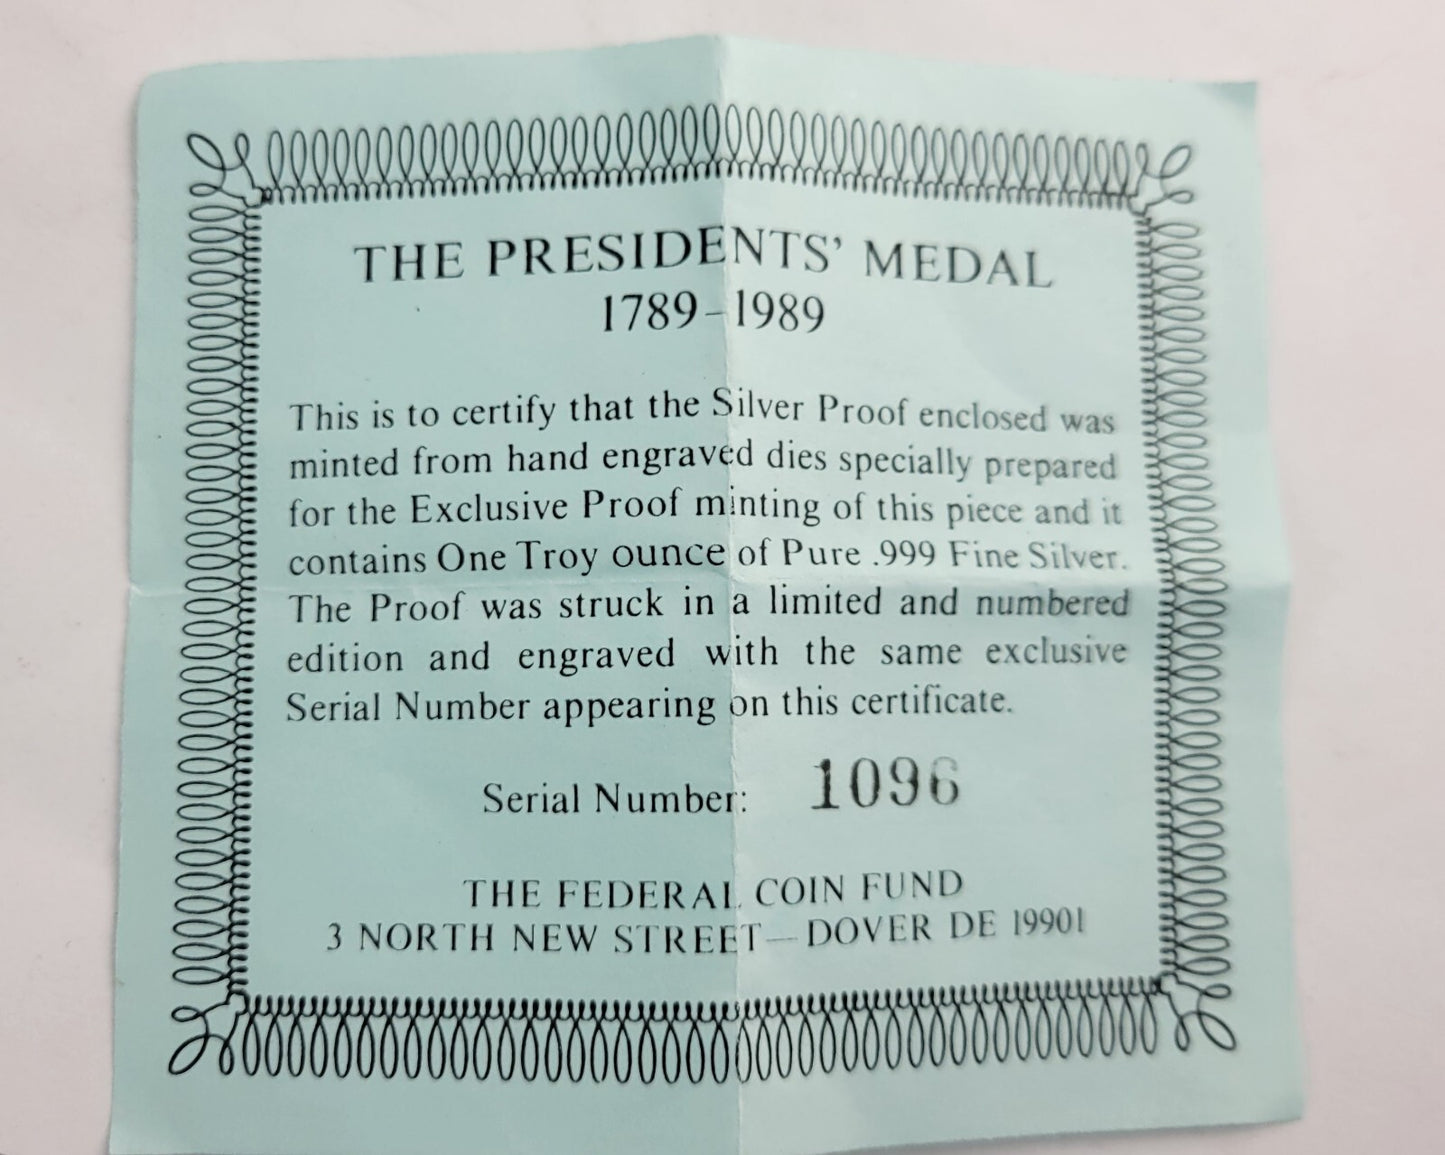 THE PRESIDENTS' MEDAL
1789-1989
This is to certify that the Silver Proof enclosed was
minted from hand engraved dies specially prepared
for the Exclusive Proof minting of this piece and it
contains One Troy ounce of Pure .999 Fine Silver.
The Proof was struck in a limited and numbered
edition and engraved with the same exclusive
Serial Number appearing on this certificate.
Serial Number: 1096
THE FEDERAL COIN FUND
3 NORTH NEW STREET—DOVER DE 19901